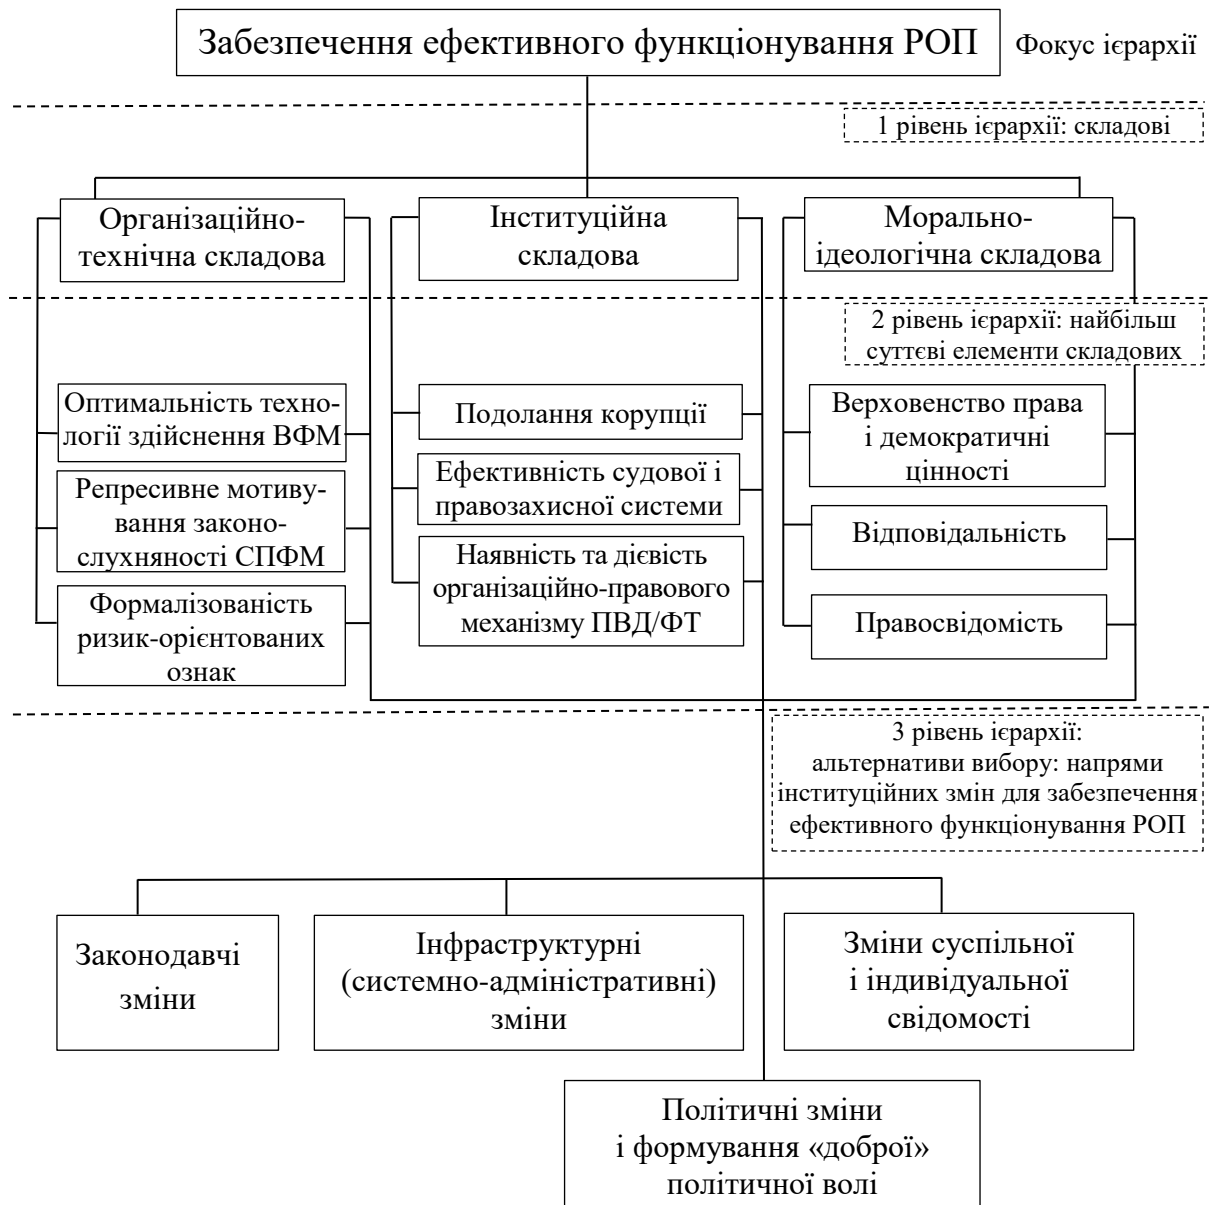 Забезпечення ефективного функціонування РОП
Фокус ієрархії
1 рівень ієрархії: складові
Організаційно-
технічна складова
Інституційна
складова
Морально-
ідеологічна складова
2 рівень ієрархії: найбільш
суттєві елементи складових
Оптимальність техно-
логії здійснення ВФМ
Репресивне мотиву-
вання законо-
слухняності СПФМ
Формалізованість
ризик-орієнтованих
ознак
Подолання корупції
Ефективність судової і
правозахисної системи
Наявність та дієвість
організаційно-правового
механізму ПВД/ФТ
Верховенство права
і демократичні
цінності
Відповідальність
Правосвідомість
3 рівень ієрархії:
альтернативи вибору: напрями
інституційних змін для забезпечення
ефективного функціонування РОП
Законодавчі
зміни
Інфраструктурні
(системно-адміністративні)
зміни
Зміни суспільної
і індивідуальної
свідомості
Політичні зміни
і формування «доброї»
політичної волі